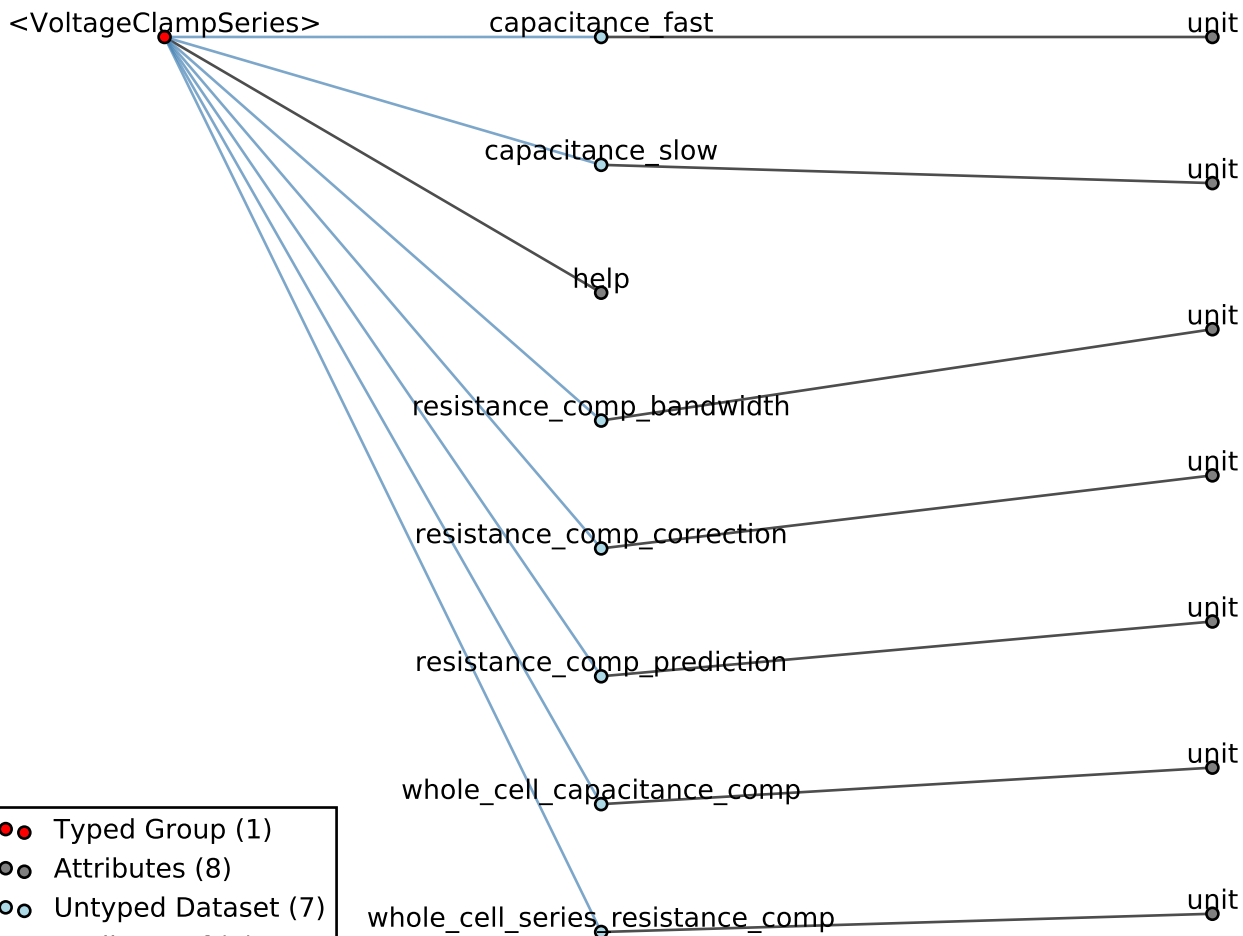 <VoltageClampSeries> capacitance_fast unit
capacitance_slow
unit
help
unit
resistance_comp_bandwidth
unit
resistance_comp_correction
unit
resistance_comp_prediction
unit
whole_cell_capacitance_comp
Typed Group (1)
Attributes (8)
unit
Untyped Dataset (7)
whole_cell_series_resistance_comp